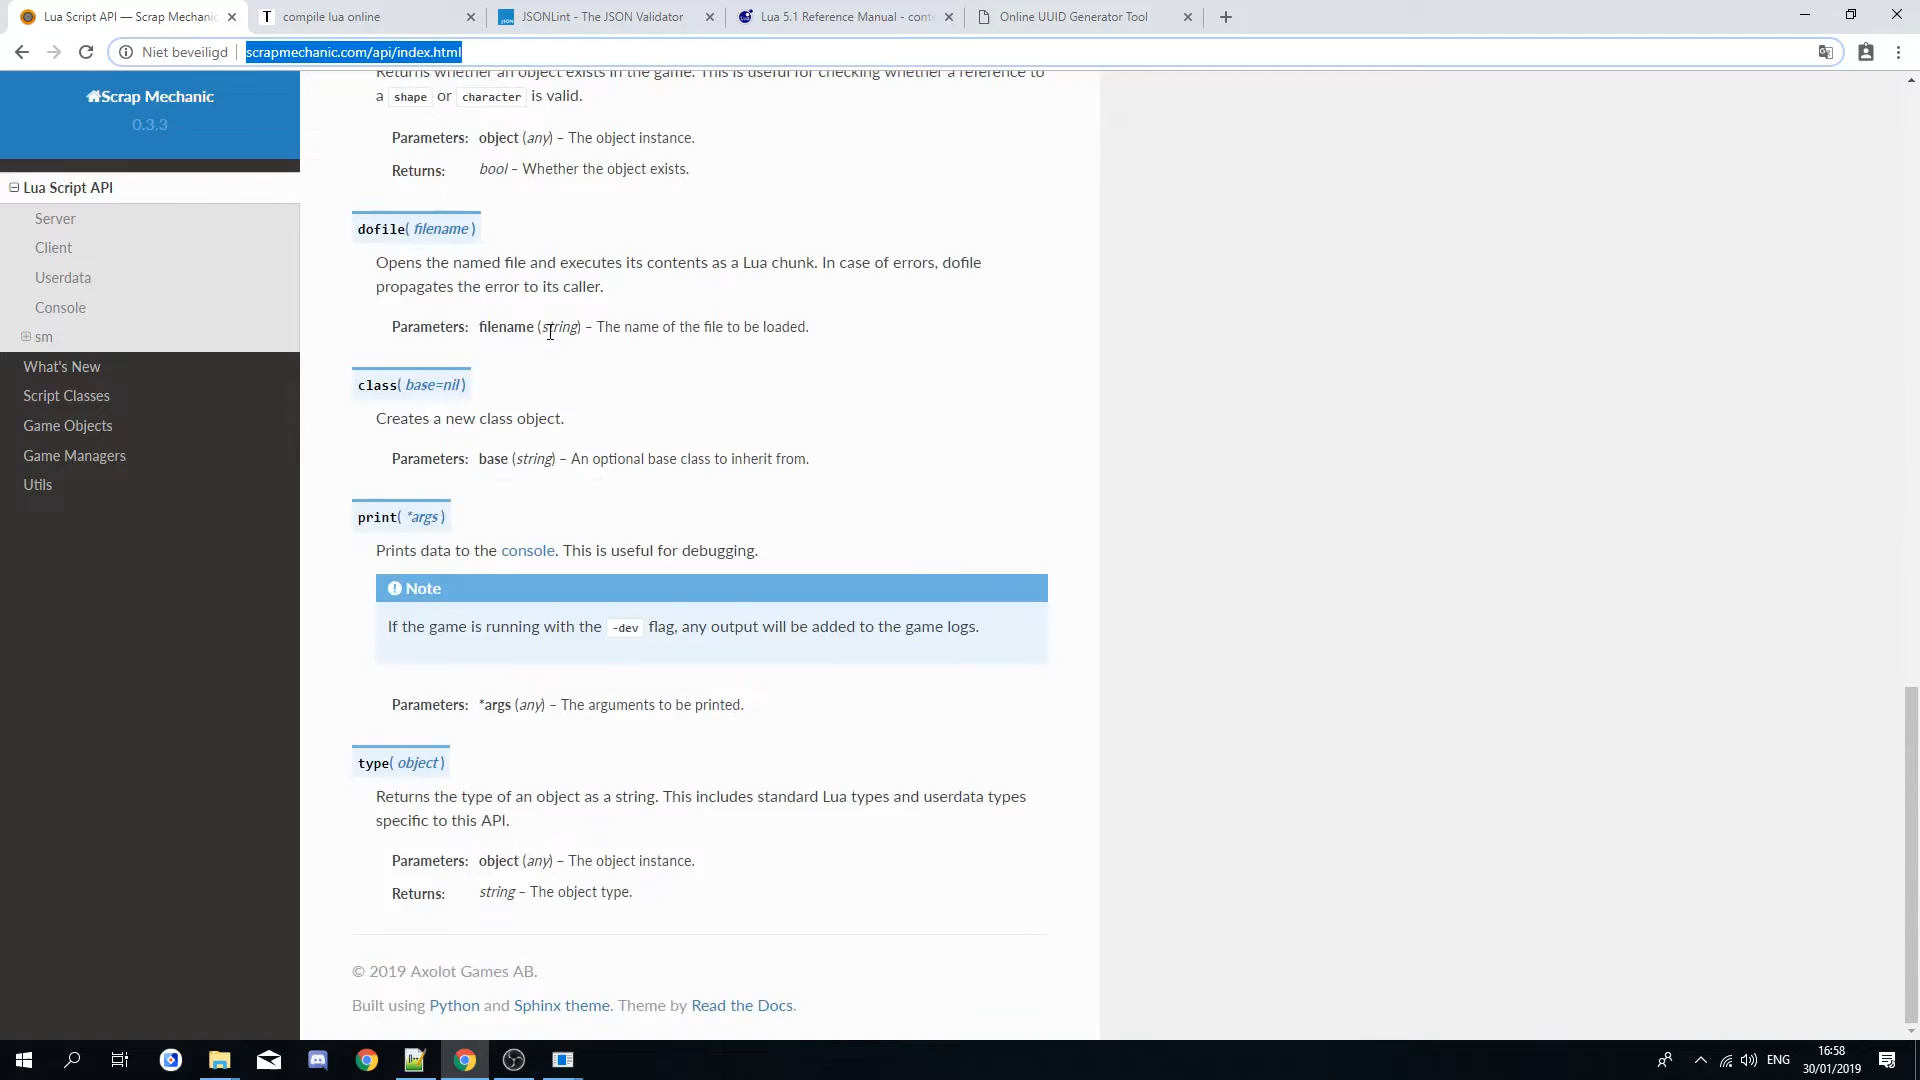 Lua Script API — Scrap Mechanic
compile lua online
JSONLint - The JSON Validator
Lua 5.1 Reference Manual - cont
Online UUID Generator Tool
Niet beveiligd
scrapmechanic.com/api/index.html
Scrap Mechanic
0.3.3
Lua Script API
Server
Client
Userdata
Console
sm
What's New
Script Classes
Game Objects
Game Managers
Utils
Returns whether an object exists in the game. This is useful for checking whether a reference to
a shape or character is valid.
Parameters: object (any) – The object instance.
Returns: bool – Whether the object exists.
dofile( filename )
Opens the named file and executes its contents as a Lua chunk. In case of errors, dofile
propagates the error to its caller.
Parameters: filename (string) – The name of the file to be loaded.
class( base=nil )
Creates a new class object.
Parameters: base (string) – An optional base class to inherit from.
print( *args )
Prints data to the console. This is useful for debugging.
Note
If the game is running with the -dev flag, any output will be added to the game logs.
Parameters: *args (any) – The arguments to be printed.
type( object )
Returns the type of an object as a string. This includes standard Lua types and userdata types
specific to this API.
Parameters: object (any) – The object instance.
Returns: string – The object type.
© 2019 Axolot Games AB.
Built using Python and Sphinx theme. Theme by Read the Docs.
ENG
16:58
30/01/2019